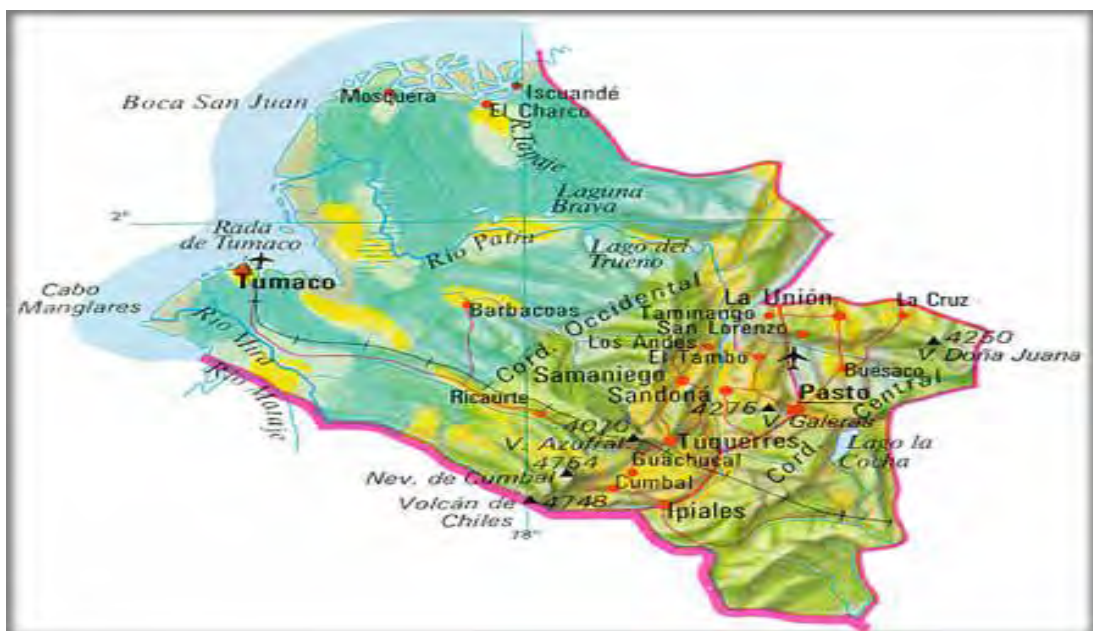 Iscuandé
Mosquera
Boca San Juan
El Charco
R. Tapaje
Laguna
Brava
2°
Rada
de Tumaco
Río Patía
Lago del
Trueno
Tumaco
Cabo
Manglares
Cord. Occidental
La Unión
La Cruz
Barbacoas
Taminango
Río Mira
San Lorenzo
4250
V. Doña Juana
Los Andes
El Tambo
Buesaco
Río Mataje
Samaniego
Sandoná
Pasto
Ricaurte
4276
V. Galeras
Cord. Central
4070
V. Azufral
Túquerres
Lago la
Cocha
4764
Guachucal
Nev. de Cumbal
Cumbal
Volcán de
Chiles
4748
Ipiales
18°